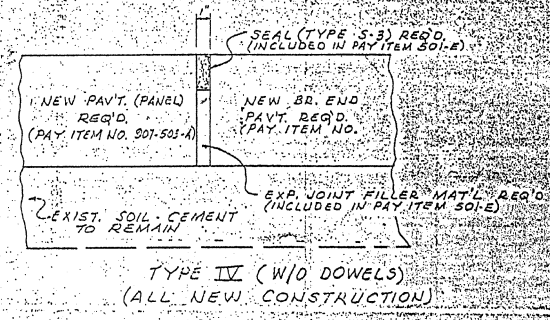 1"
SEAL (TYPE S-3) REQ'D.
(INCLUDED IN PAY ITEM 501-E)
NEW PAV'T. (PANEL)
REQ'D.
(PAY ITEM NO. 907-503-A)
NEW BR. END
PAV'T. REQ'D.
(PAY ITEM NO.
EXP. JOINT FILLER MAT'L REQ'D
(INCLUDED IN PAY ITEM 501-E)
EXIST. SOIL-CEMENT
TO REMAIN
TYPE IV (W/O DOWELS)
(ALL NEW CONSTRUCTION)